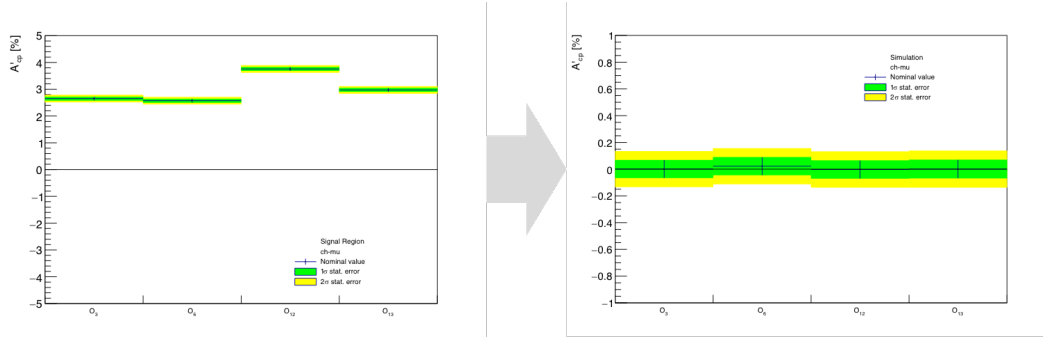 A'cp [%]
5
4
3
2
1
0
−1
−2
−3
−4
−5
Signal Region
ch-mu
Nominal value
1σ stat. error
2σ stat. error
O3 O6 O12 O13
A'cp [%]
1
0.8
0.6
0.4
0.2
0
−0.2
−0.4
−0.6
−0.8
−1
Simulation
ch-mu
Nominal value
1σ stat. error
2σ stat. error
O3 O6 O12 O13